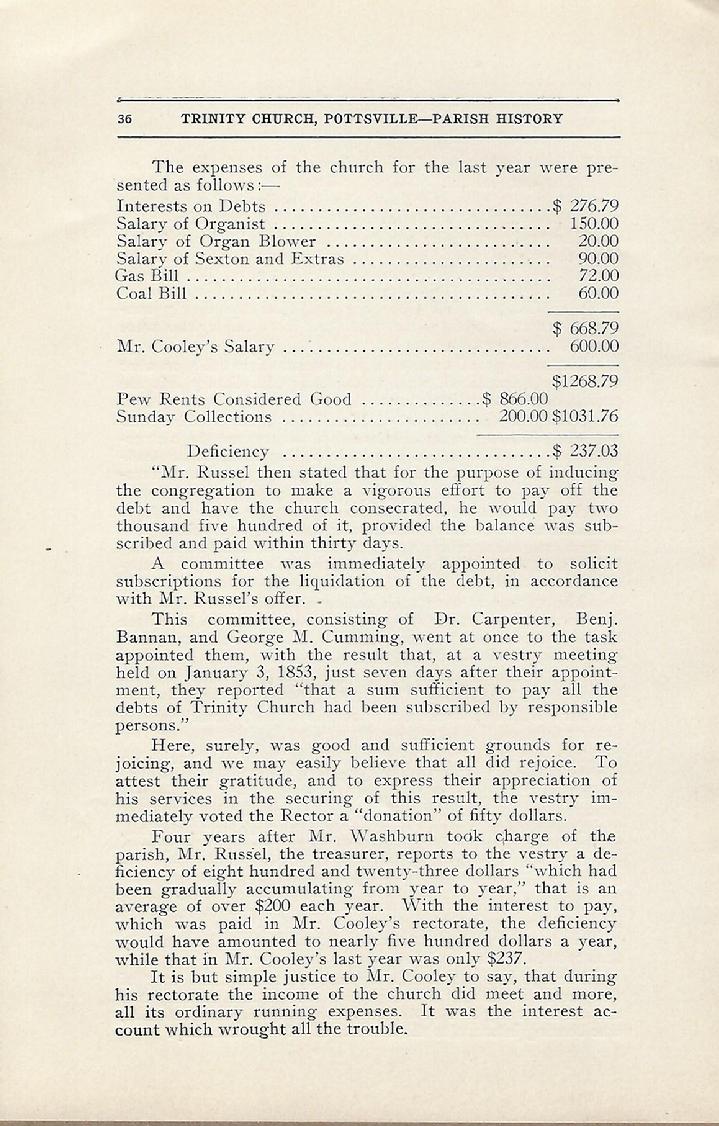 36 TRINITY CHURCH, POTTSVILLE—PARISH HISTORY
The expenses of the church for the last year were pre-
sented as follows:—
Interests on Debts ................................$ 276.79
Salary of Organist ................................ 150.00
Salary of Organ Blower .......................... 20.00
Salary of Sexton and Extras ....................... 90.00
Gas Bill .......................................... 72.00
Coal Bill ......................................... 60.00
$ 668.79
Mr. Cooley's Salary ............................... 600.00
$1268.79
Pew Rents Considered Good ..............$ 866.00
Sunday Collections ....................... 200.00 $1031.76
Deficiency ...............................$ 237.03
"Mr. Russel then stated that for the purpose of inducing
the congregation to make a vigorous effort to pay off the
debt and have the church consecrated, he would pay two
thousand five hundred of it, provided the balance was sub-
scribed and paid within thirty days.
A committee was immediately appointed to solicit
subscriptions for the liquidation of the debt, in accordance
with Mr. Russel's offer.
This committee, consisting of Dr. Carpenter, Benj.
Bannan, and George M. Cumming, went at once to the task
appointed them, with the result that, at a vestry meeting
held on January 3, 1853, just seven days after their appoint-
ment, they reported "that a sum sufficient to pay all the
debts of Trinity Church had been subscribed by responsible
persons."
Here, surely, was good and sufficient grounds for re-
joicing, and we may easily believe that all did rejoice. To
attest their gratitude, and to express their appreciation of
his services in the securing of this result, the vestry im-
mediately voted the Rector a "donation" of fifty dollars.
Four years after Mr. Washburn took charge of the
parish, Mr. Russel, the treasurer, reports to the vestry a de-
ficiency of eight hundred and twenty-three dollars "which had
been gradually accumulating from year to year," that is an
average of over $200 each year. With the interest to pay,
which was paid in Mr. Cooley's rectorate, the deficiency
would have amounted to nearly five hundred dollars a year,
while that in Mr. Cooley's last year was only $237.
It is but simple justice to Mr. Cooley to say, that during
his rectorate the income of the church did meet and more,
all its ordinary running expenses. It was the interest ac-
count which wrought all the trouble.